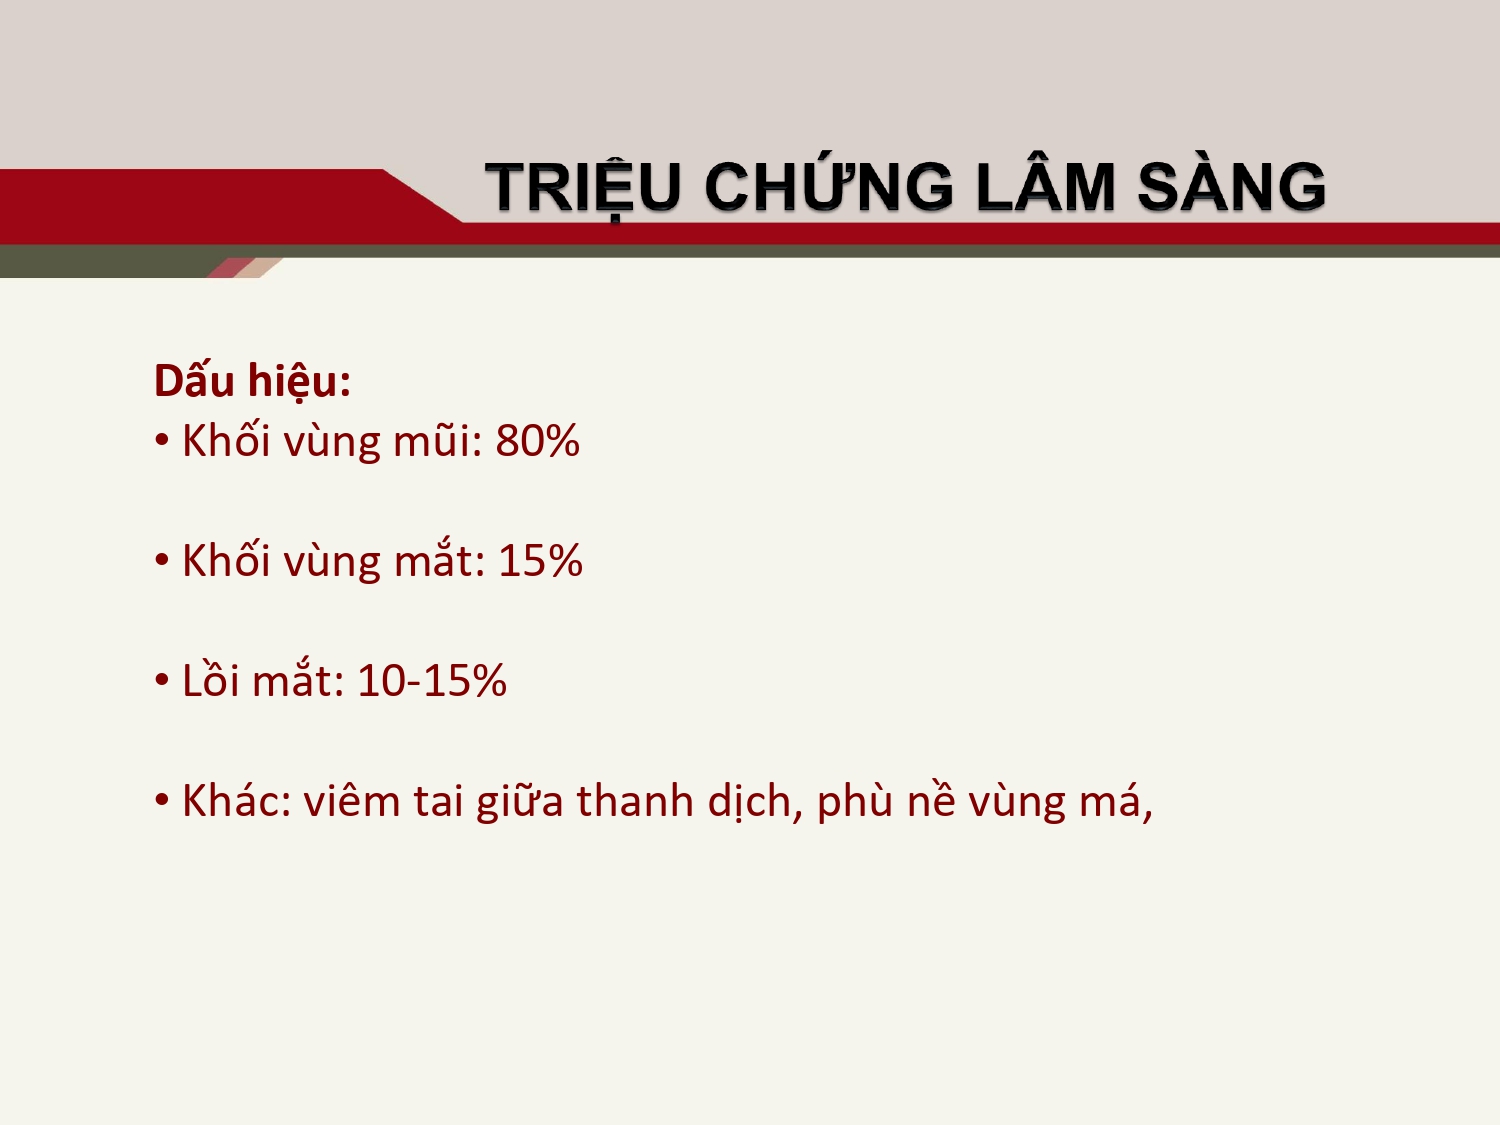 TRIỆU CHỨNG LÂM SÀNG
Dấu hiệu:
• Khối vùng mũi: 80%
• Khối vùng mắt: 15%
• Lồi mắt: 10-15%
• Khác: viêm tai giữa thanh dịch, phù nề vùng má,